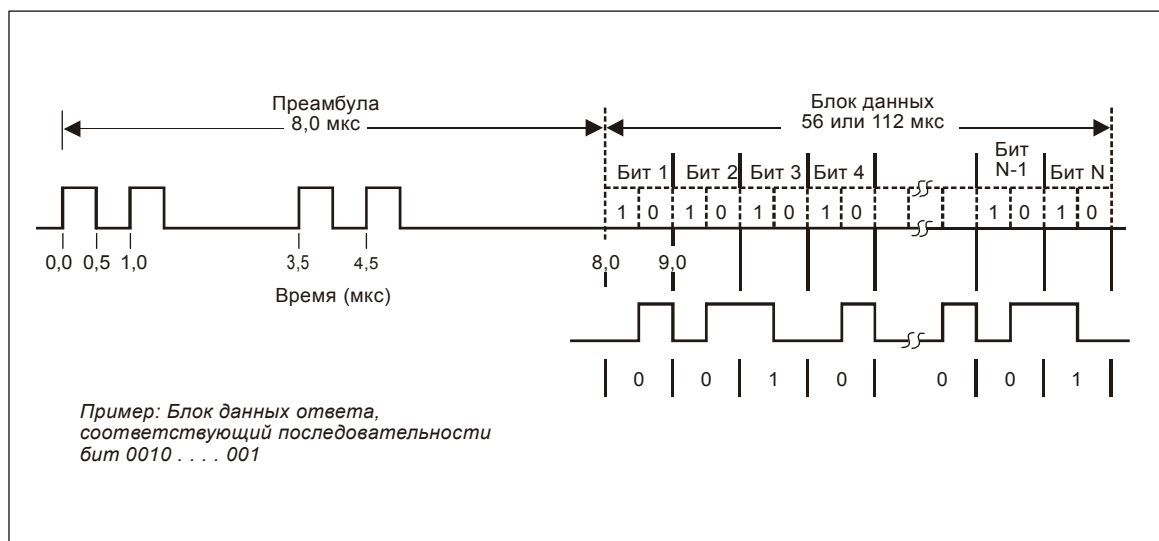 Преамбула
8,0 мкс
Блок данных
56 или 112 мкс
Бит 1 Бит 2 Бит 3 Бит 4 Бит N-1 Бит N
1 0 1 0 1 0 1 0 1 0 1 0
0,0 0,5 1,0 3,5 4,5 8,0 9,0
Время (мкс)
0 0 1 0 0 0 1
Пример: Блок данных ответа,
соответствующий последовательности
бит 0010 . . . . 001